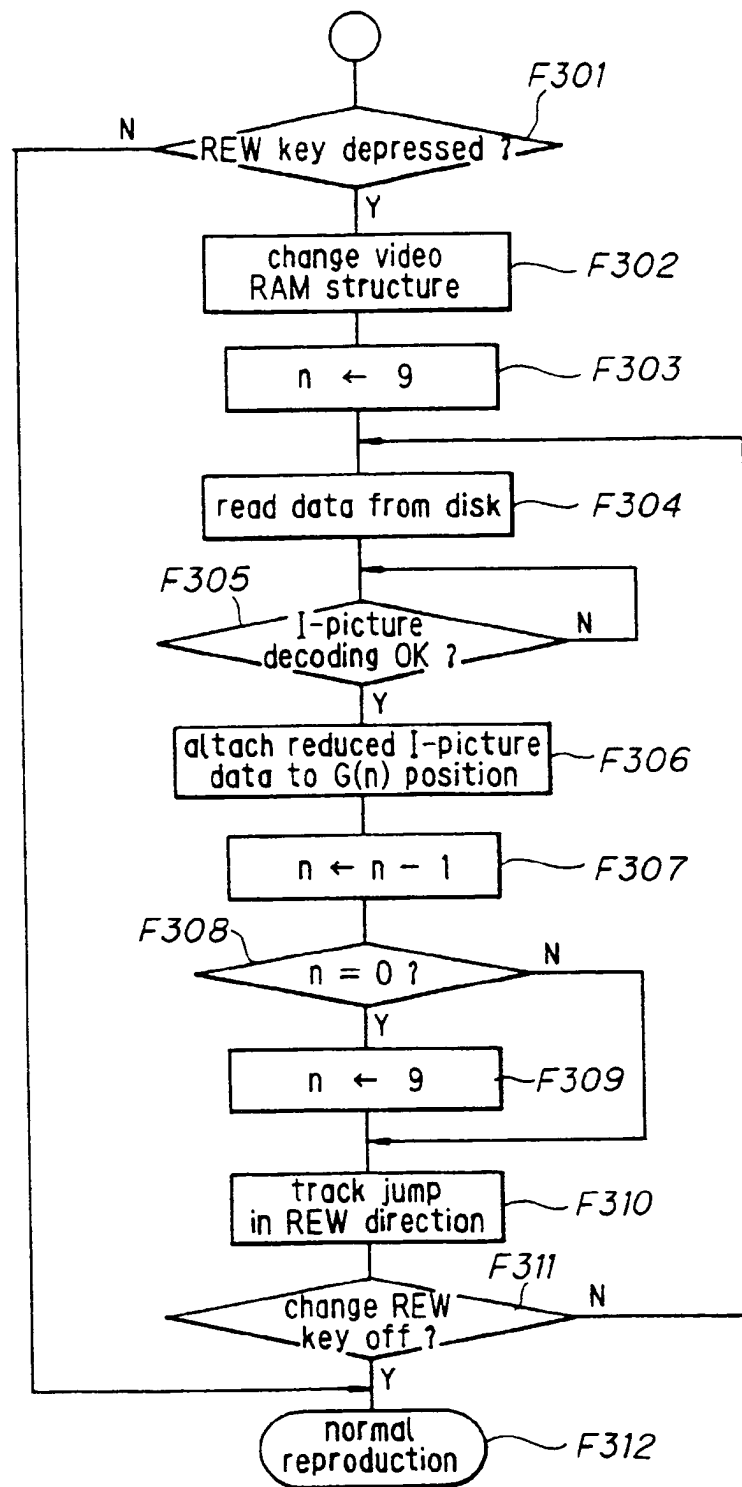 F301
N
REW key depressed ?
Y
change video
RAM structure
F302
n ← 9
F303
read data from disk
F304
F305
I-picture
decoding OK ?
N
Y
altach reduced I-picture
data to G(n) position
F306
n ← n - 1
F307
F308
n = 0 ?
N
Y
n ← 9
F309
track jump
in REW direction
F310
F311
change REW
key off ?
N
Y
normal
reproduction
F312